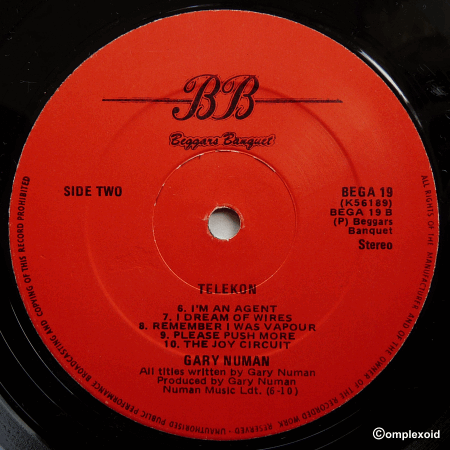 BB
Beggars Banquet
SIDE TWO
BEGA 19
(K56189)
BEGA 19 B
(P) Beggars
Banquet
Stereo
TELEKON
6. I'M AN AGENT
7. I DREAM OF WIRES
8. REMEMBER I WAS VAPOUR
9. PLEASE PUSH MORE
10. THE JOY CIRCUIT
GARY NUMAN
All titles written by Gary Numan
Produced by Gary Numan
Numan Music Ldt. (6-10)
ALL RIGHTS OF THE MANUFACTURER AND OF THE OWNER OF THE RECORDED WORK RESERVED · UNAUTHORISED PUBLIC PERFORMANCE BROADCASTING AND COPYING OF THIS RECORD PROHIBITED
©omplexoid